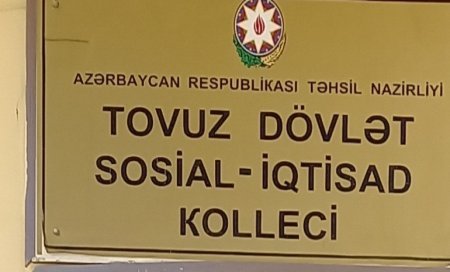 AZƏRBAYCAN RESPUBLİKASI TƏHSİL NAZİRLİYİ
TOVUZ DÖVLƏT
SOSİAL-İQTİSAD
KOLLECİ